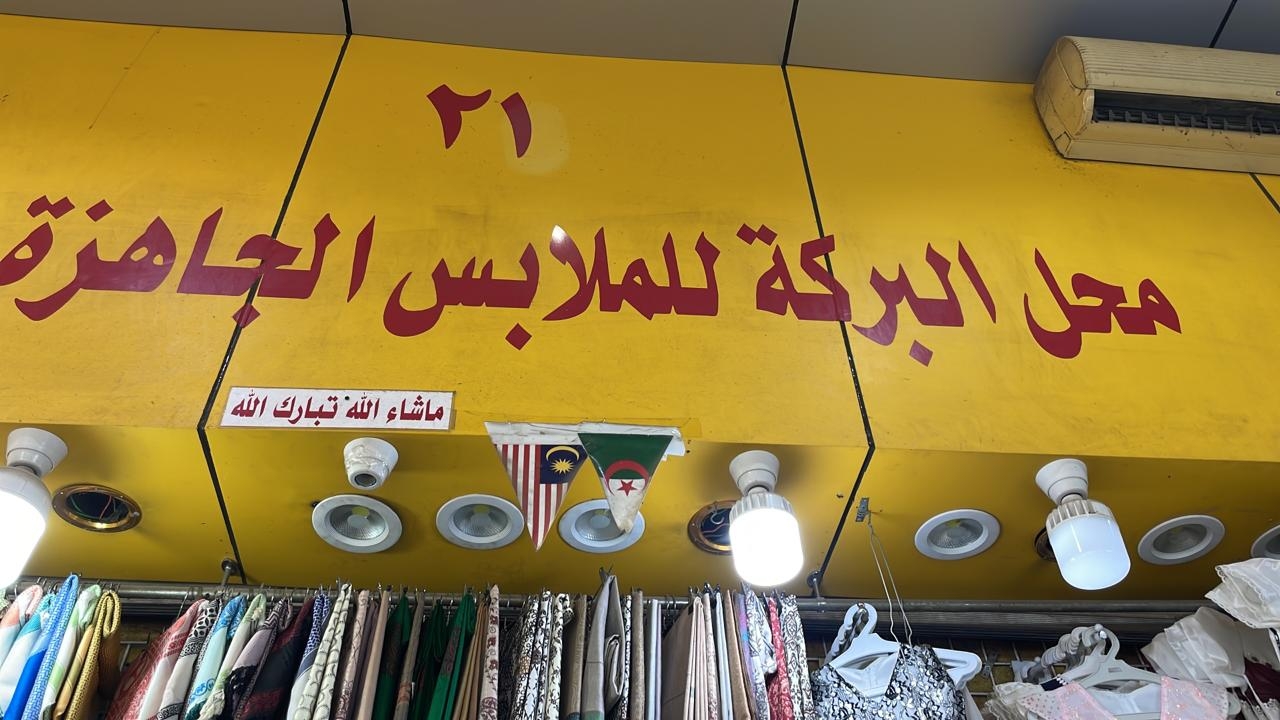 ٢١
محل البركة للملابس الجاهزة
ماشاء الله تبارك الله